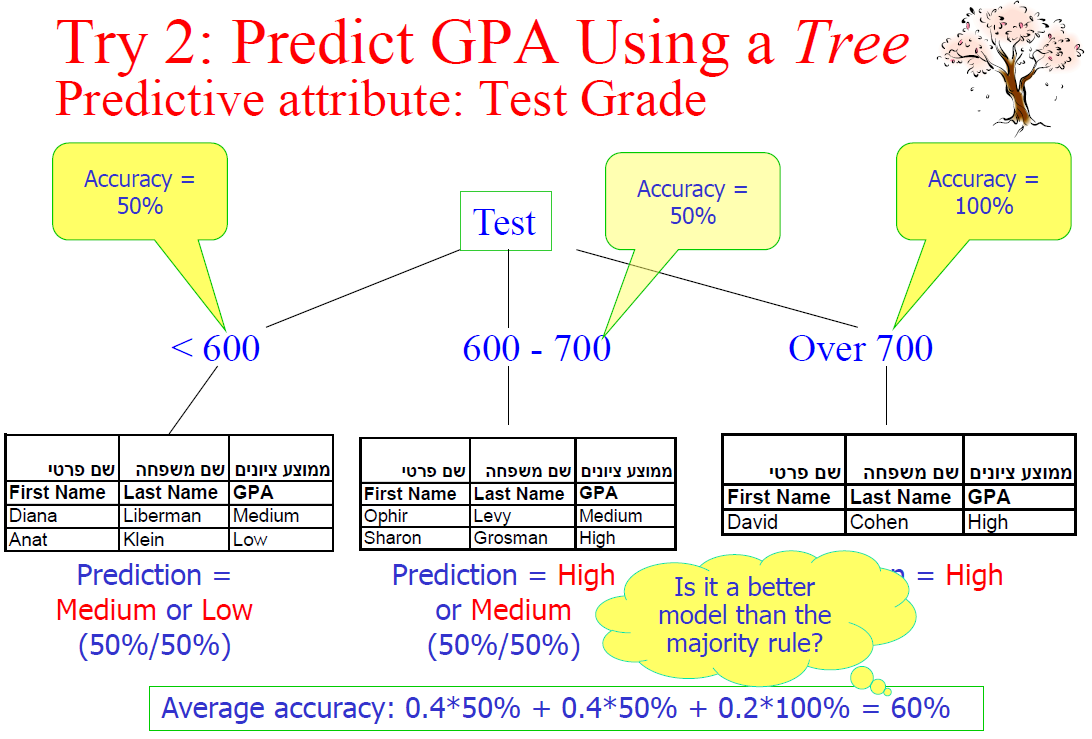 Try 2: Predict GPA Using a Tree
Predictive attribute: Test Grade
Accuracy =
50%
Accuracy =
50%
Accuracy =
100%
Test
< 600
600 - 700
Over 700
שם פרטי שם משפחה ממוצע ציונים
First Name Last Name GPA
Diana Liberman Medium
Anat Klein Low
שם פרטי שם משפחה ממוצע ציונים
First Name Last Name GPA
Ophir Levy Medium
Sharon Grosman High
שם פרטי שם משפחה ממוצע ציונים
First Name Last Name GPA
David Cohen High
Prediction =
Medium or Low
(50%/50%)
Prediction = High
or Medium
(50%/50%)
Is it a better
model than the
majority rule?
= High
Average accuracy: 0.4*50% + 0.4*50% + 0.2*100% = 60%